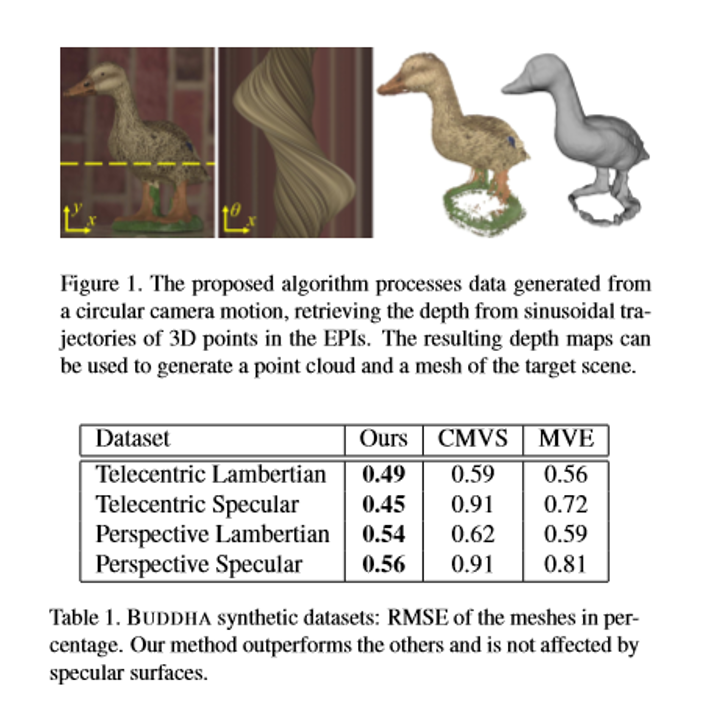 y
x
θ
x
Figure 1. The proposed algorithm processes data generated from
a circular camera motion, retrieving the depth from sinusoidal tra-
jectories of 3D points in the EPIs. The resulting depth maps can
be used to generate a point cloud and a mesh of the target scene.
Dataset Ours CMVS MVE
Telecentric Lambertian 0.49 0.59 0.56
Telecentric Specular 0.45 0.91 0.72
Perspective Lambertian 0.54 0.62 0.59
Perspective Specular 0.56 0.91 0.81
Table 1. BUDDHA synthetic datasets: RMSE of the meshes in per-
centage. Our method outperforms the others and is not affected by
specular surfaces.